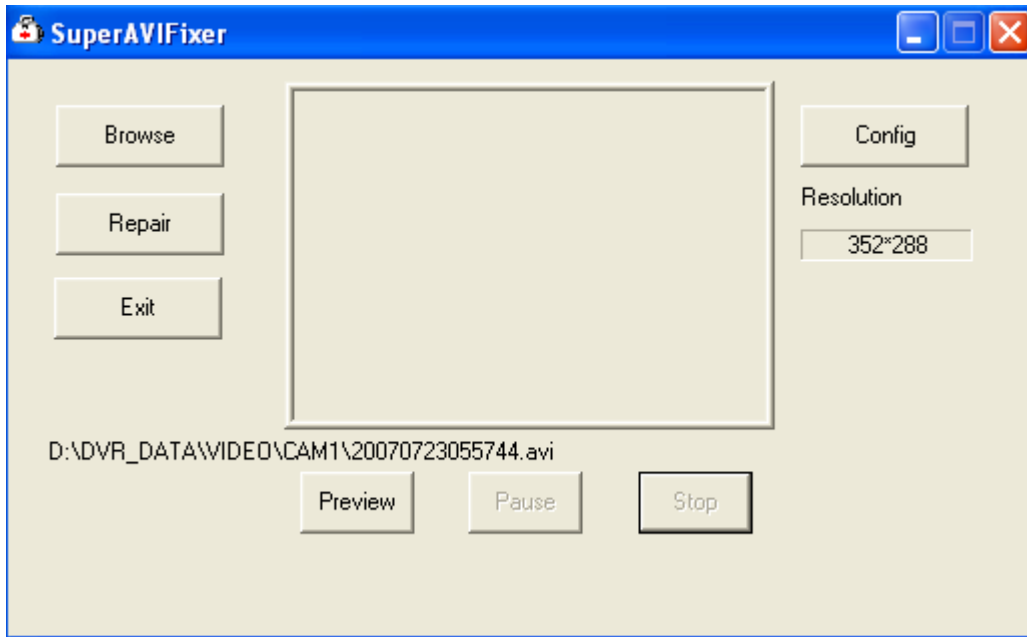 SuperAVIFixer
Browse
Config
Resolution
Repair
352*288
Exit
D:\DVR_DATA\VIDEO\CAM1\20070723055744.avi
Preview
Pause
Stop